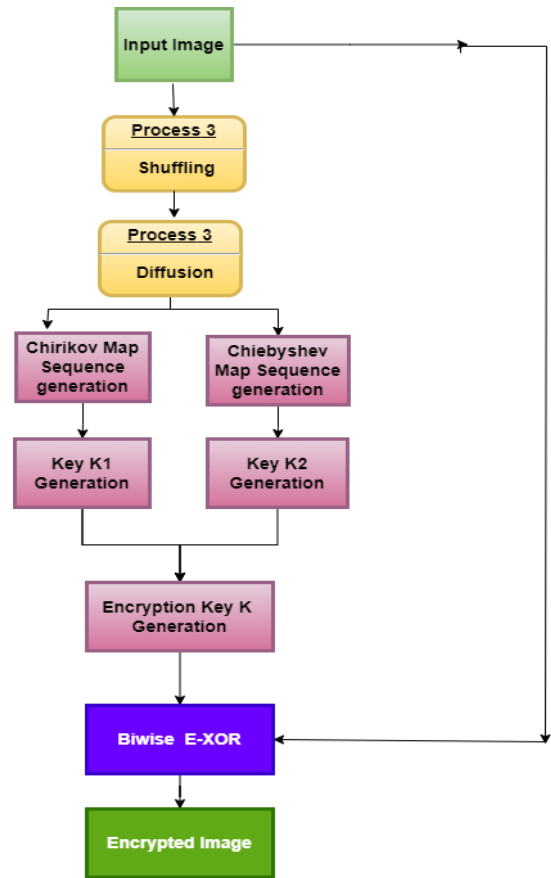 Input Image
Process 3
Shuffling
Process 3
Diffusion
Chirikov Map
Sequence
generation
Chiebyshev
Map Sequence
generation
Key K1
Generation
Key K2
Generation
Encryption Key K
Generation
Biwise E-XOR
Encrypted Image